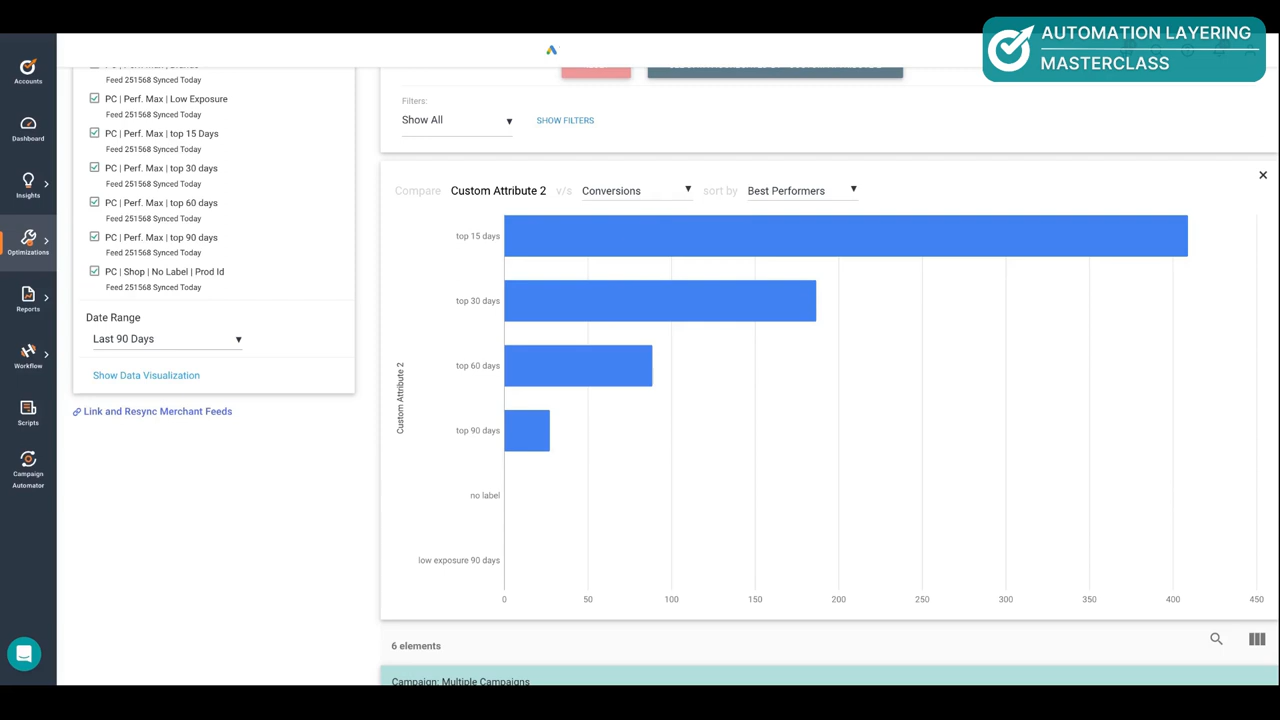 AUTOMATION LAYERING
MASTERCLASS
Accounts
Dashboard
Insights
Optimizations
Reports
Workflow
Scripts
Campaign
Automator
Feed 251568 Synced Today
PC | Perf. Max | Low Exposure
Feed 251568 Synced Today
PC | Perf. Max | top 15 Days
Feed 251568 Synced Today
PC | Perf. Max | top 30 days
Feed 251568 Synced Today
PC | Perf. Max | top 60 days
Feed 251568 Synced Today
PC | Perf. Max | top 90 days
Feed 251568 Synced Today
PC | Shop | No Label | Prod Id
Feed 251568 Synced Today
Date Range
Last 90 Days
Show Data Visualization
Link and Resync Merchant Feeds
Filters:
Show All
SHOW FILTERS
Compare Custom Attribute 2 v/s Conversions sort by Best Performers
Custom Attribute 2
top 15 days
top 30 days
top 60 days
top 90 days
no label
low exposure 90 days
0 50 100 150 200 250 300 350 400 450
6 elements
Campaign: Multiple Campaigns